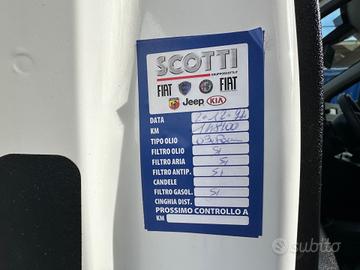 SCOTTI
FIAT FIAT
Jeep KIA
DATA
KM
TIPO OLIO
FILTRO OLIO Si
FILTRO ARIA Si
FILTRO ANTIP. Si
CANDELE
FILTRO GASOL. Si
CINGHIA DIST.
PROSSIMO CONTROLLO A
KM
subito